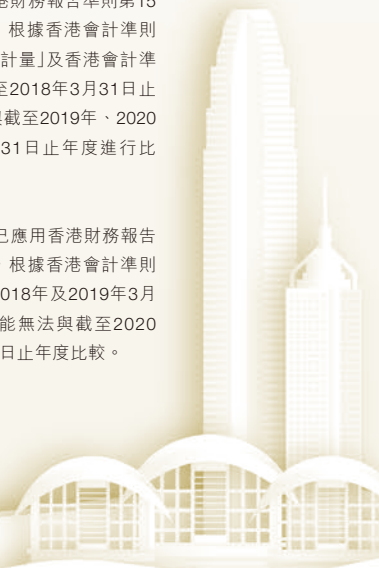 港財務報告準則第15
根據香港會計準則
計量」及香港會計準
至2018年3月31日止
截至2019年、2020
31日止年度進行比
已應用香港財務報告
根據香港會計準則
018年及2019年3月
能無法與截至2020
日止年度比較。